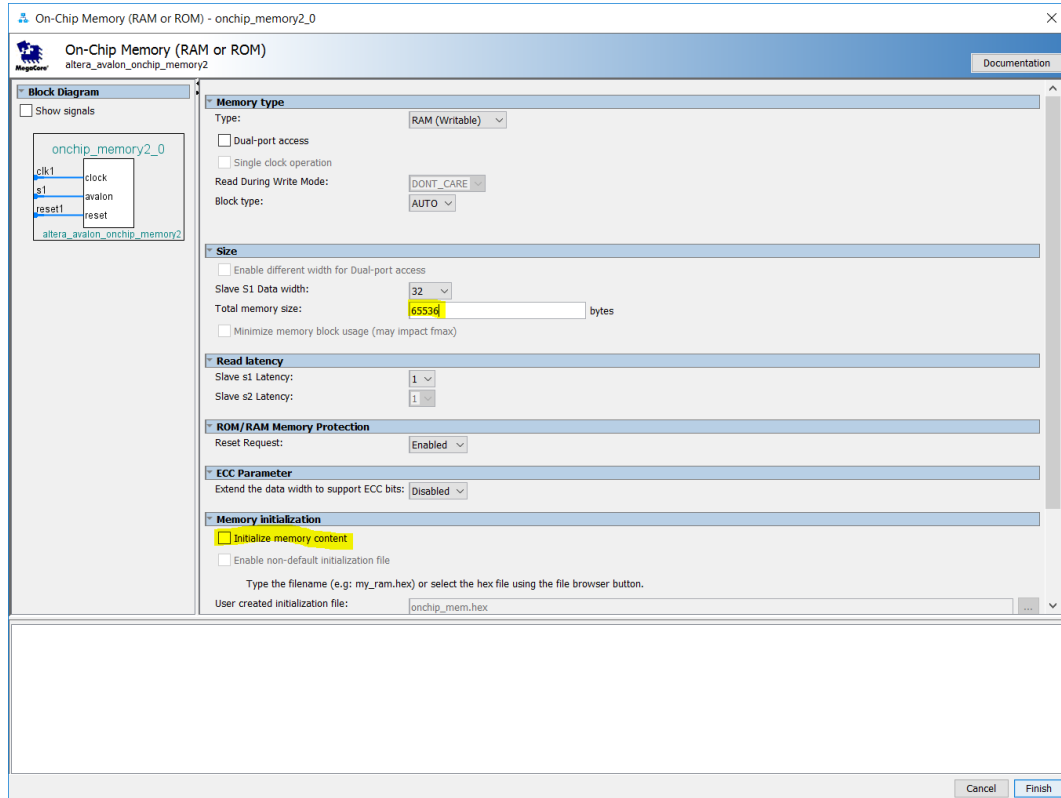 On-Chip Memory (RAM or ROM) - onchip_memory2_0
MegaCore'
On-Chip Memory (RAM or ROM)
altera_avalon_onchip_memory2
Documentation
Block Diagram
Show signals
onchip_memory2_0
clk1
clock
s1
avalon
reset1
reset
altera_avalon_onchip_memory2
Memory type
Type: RAM (Writable)
Dual-port access
Single clock operation
Read During Write Mode: DONT_CARE
Block type: AUTO
Size
Enable different width for Dual-port access
Slave S1 Data width: 32
Total memory size: 65536 bytes
Minimize memory block usage (may impact fmax)
Read latency
Slave s1 Latency: 1
Slave s2 Latency: 1
ROM/RAM Memory Protection
Reset Request: Enabled
ECC Parameter
Extend the data width to support ECC bits: Disabled
Memory initialization
Initialize memory content
Enable non-default initialization file
Type the filename (e.g: my_ram.hex) or select the hex file using the file browser button.
User created initialization file: onchip_mem.hex ...
Cancel Finish